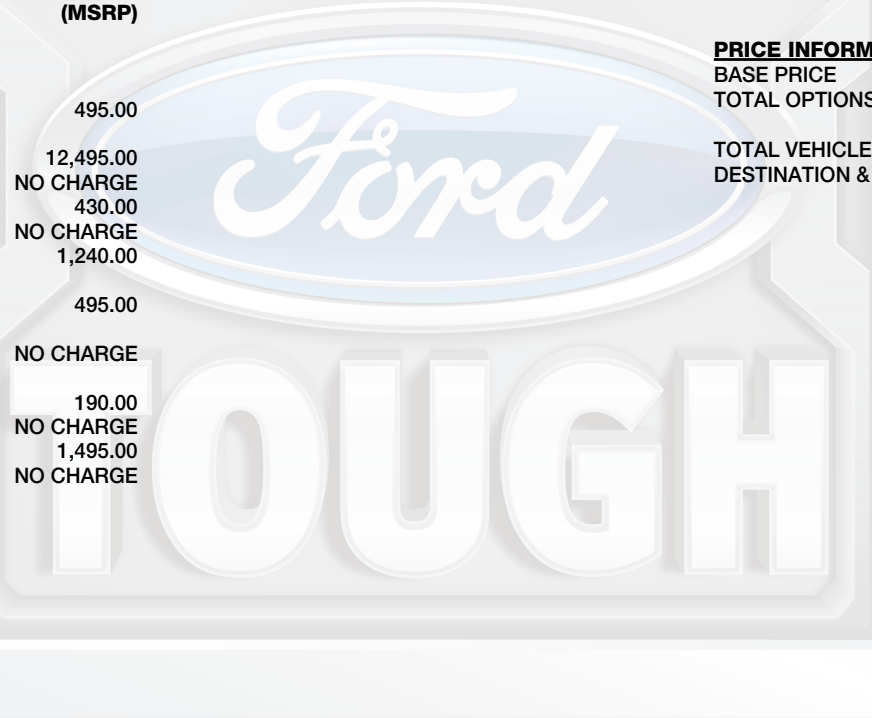 (MSRP)
495.00
12,495.00
NO CHARGE
430.00
NO CHARGE
1,240.00
495.00
NO CHARGE
190.00
NO CHARGE
1,495.00
NO CHARGE
PRICE INFORM
BASE PRICE
TOTAL OPTIONS
TOTAL VEHICLE
DESTINATION &
Ford
TOUGH